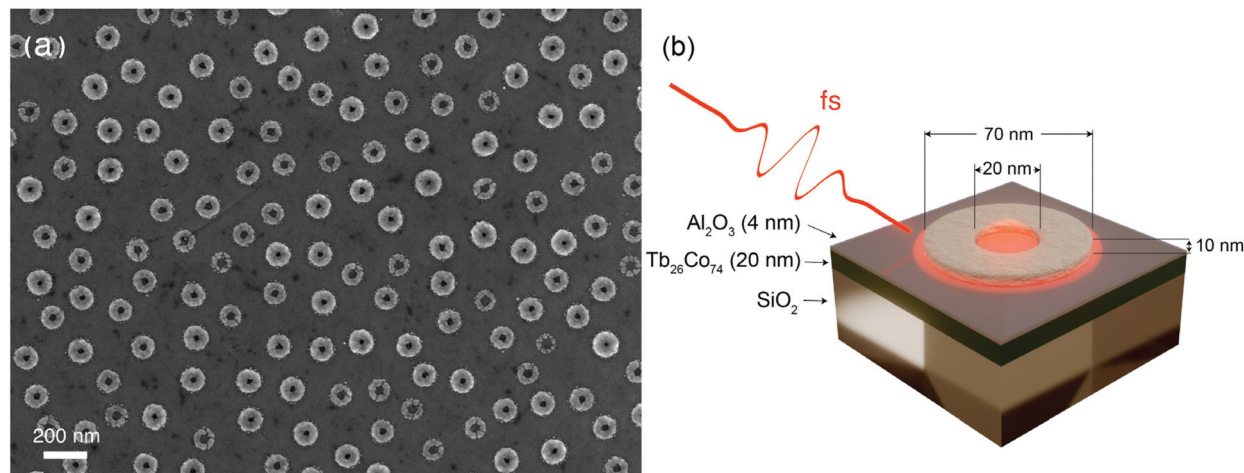 (a)
200 nm
(b)
fs
70 nm
20 nm
Al₂O₃ (4 nm)
10 nm
Tb₂₆Co₇₄ (20 nm)
SiO₂